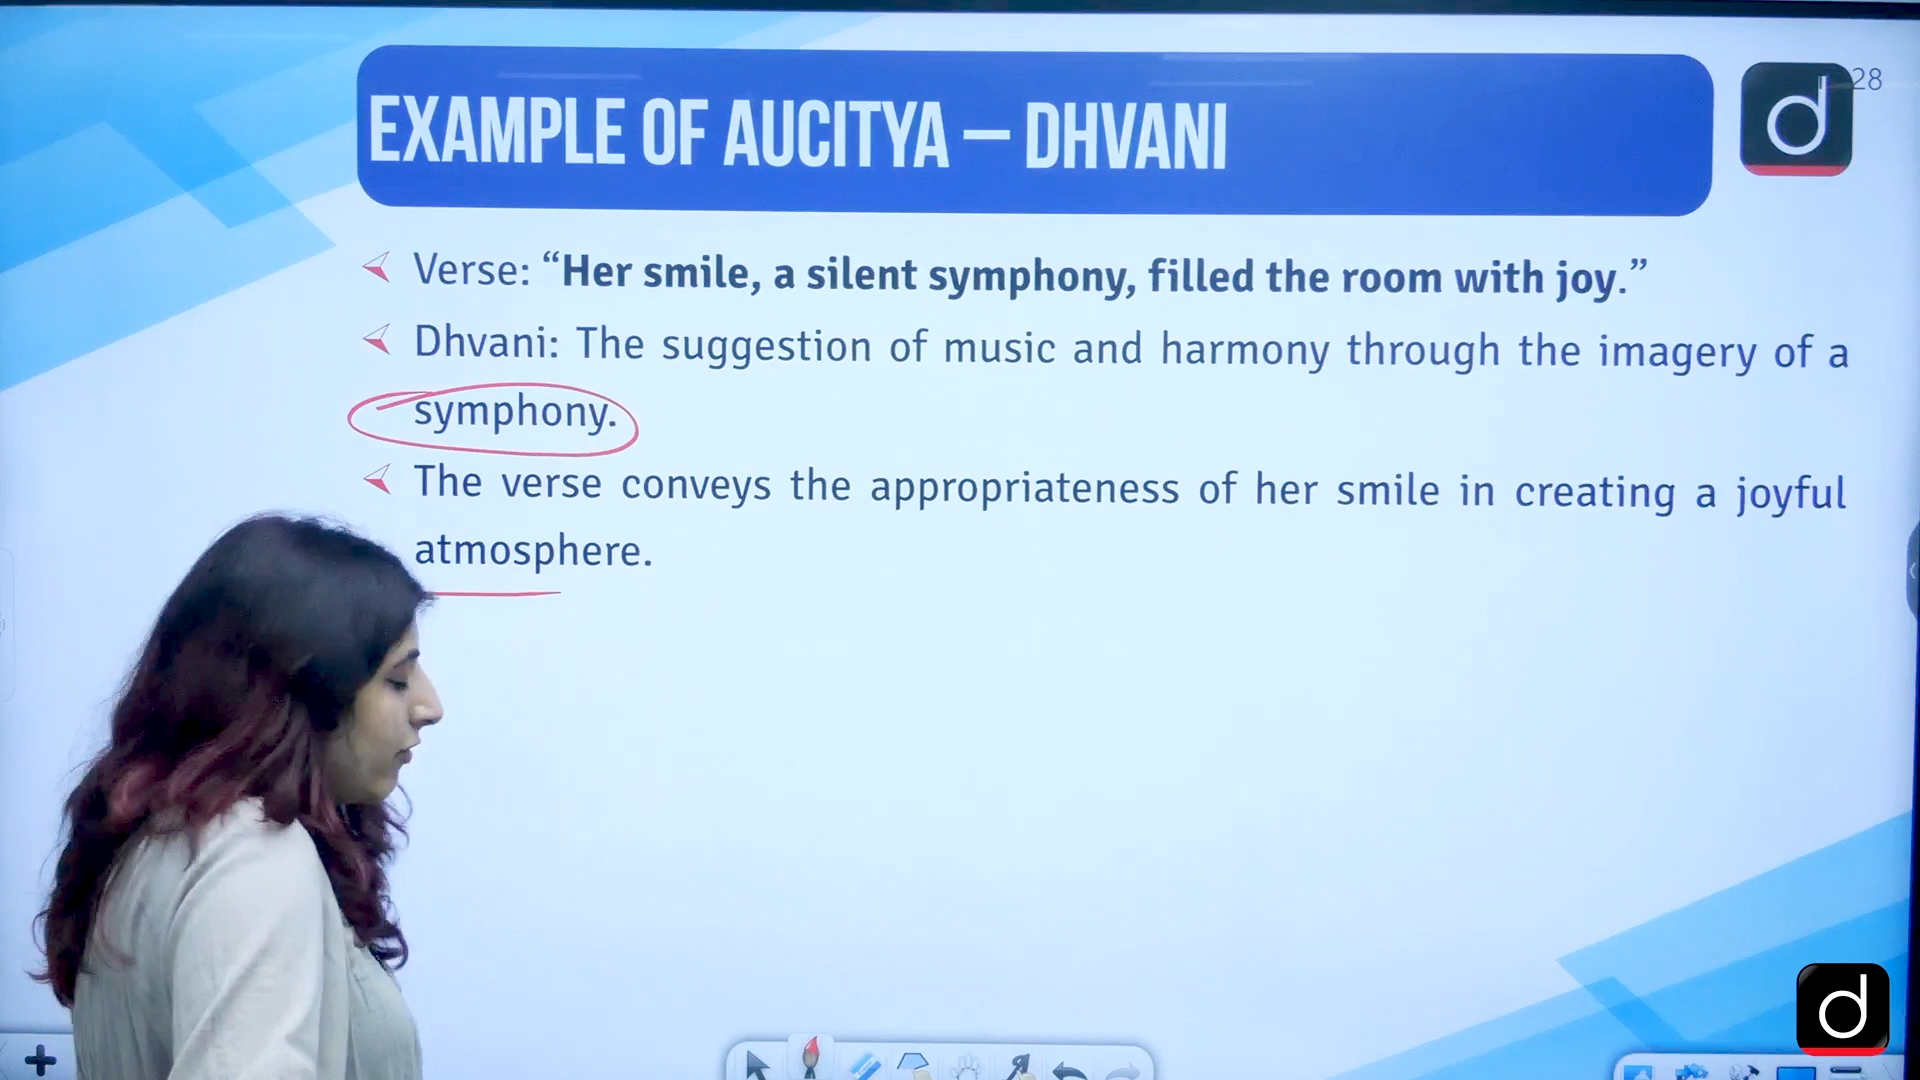 EXAMPLE OF AUCITYA – DHVANI
28
d
Verse: “Her smile, a silent symphony, filled the room with joy.”
Dhvani: The suggestion of music and harmony through the imagery of a
symphony.
The verse conveys the appropriateness of her smile in creating a joyful
atmosphere.
d